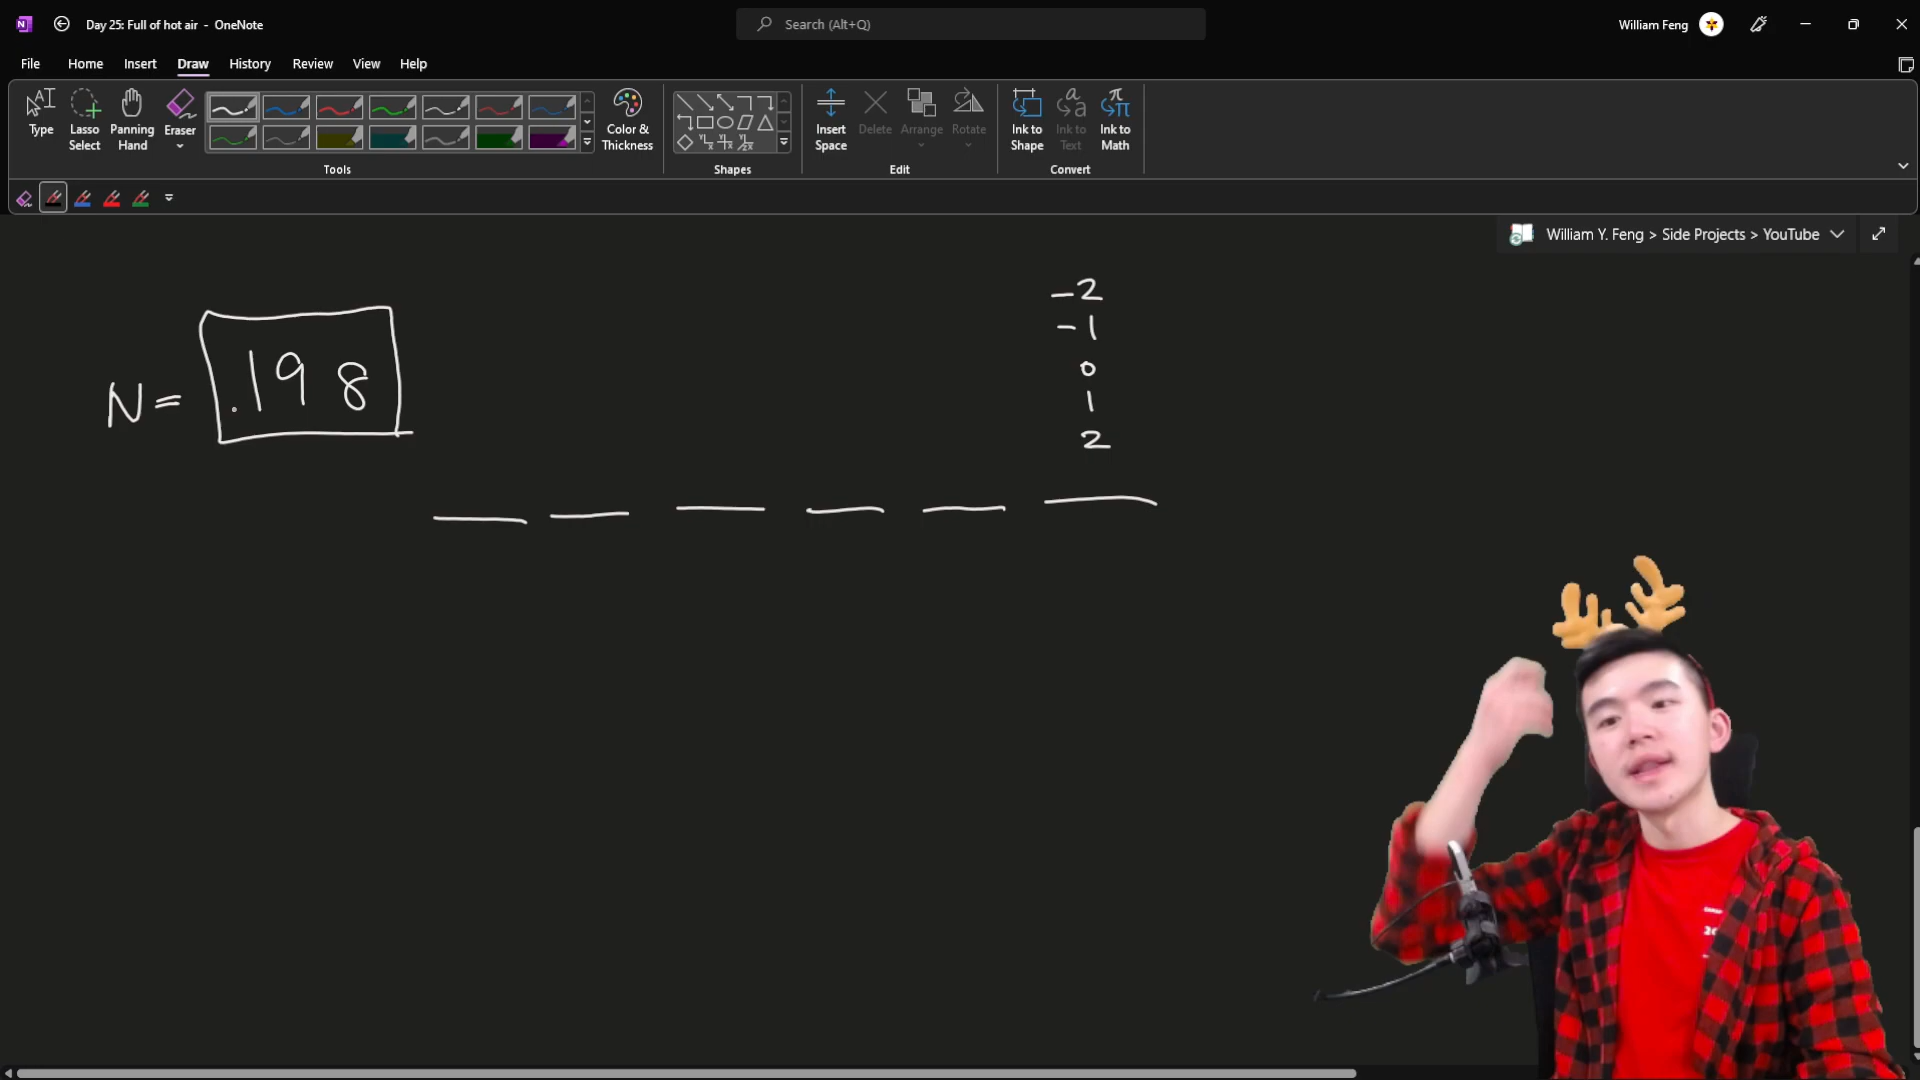 Day 25: Full of hot air - OneNote
Search (Alt+Q)
William Feng
File Home Insert Draw History Review View Help
Type
Lasso Select
Panning Hand
Eraser
Color & Thickness
Insert Space
Delete
Arrange
Rotate
Ink to Shape
Ink to Text
Ink to Math
Tools
Shapes
Edit
Convert
William Y. Feng > Side Projects > YouTube
-2
-1
0
1
2
N = .198